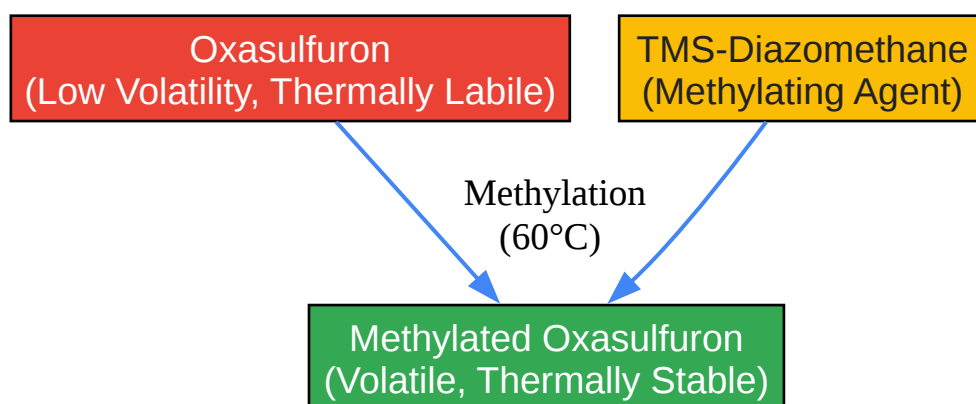 Oxasulfuron
(Low Volatility, Thermally Labile)
TMS-Diazomethane
(Methylating Agent)
Methylation
(60°C)
Methylated Oxasulfuron
(Volatile, Thermally Stable)